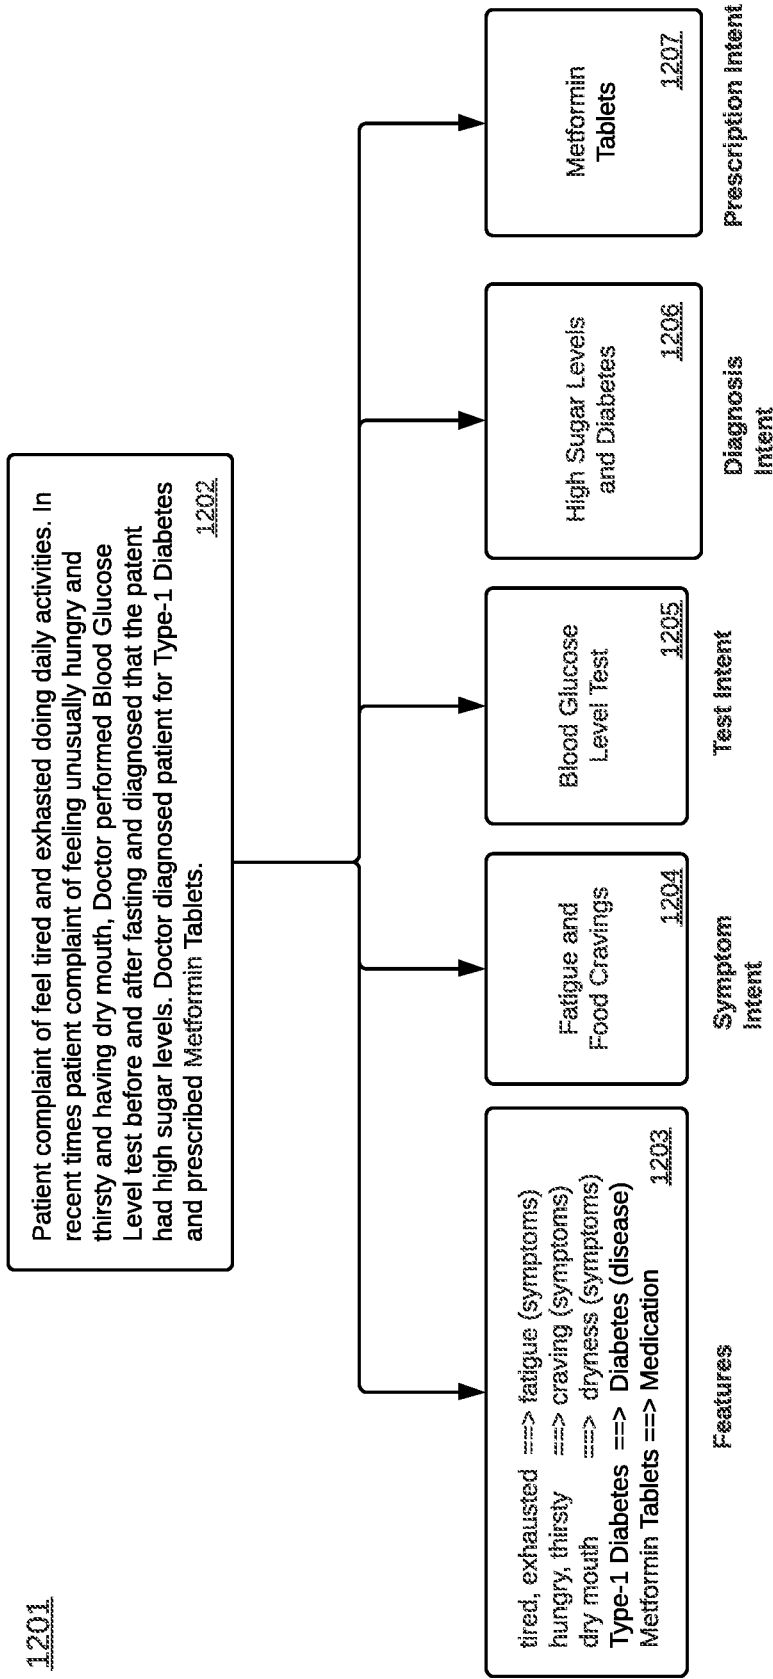 1201
Patient complaint of feel tired and exhasted doing daily activities. In
recent times patient complaint of feeling unusually hungry and
thirsty and having dry mouth, Doctor performed Blood Glucose
Level test before and after fasting and diagnosed that the patent
had high sugar levels. Doctor diagnosed patient for Type-1 Diabetes
and prescribed Metformin Tablets.
1202
tired, exhausted ==> fatigue (symptoms)
hungry, thirsty ==> craving (symptoms)
dry mouth ==> dryness (symptoms)
Type-1 Diabetes ==> Diabetes (disease)
Metformin Tablets ==> Medication
1203
Features
Fatigue and
Food Cravings
1204
Symptom
Intent
Blood Glucose
Level Test
1205
Test Intent
High Sugar Levels
and Diabetes
1206
Diagnosis
Intent
Metformin
Tablets
1207
Prescription Intent